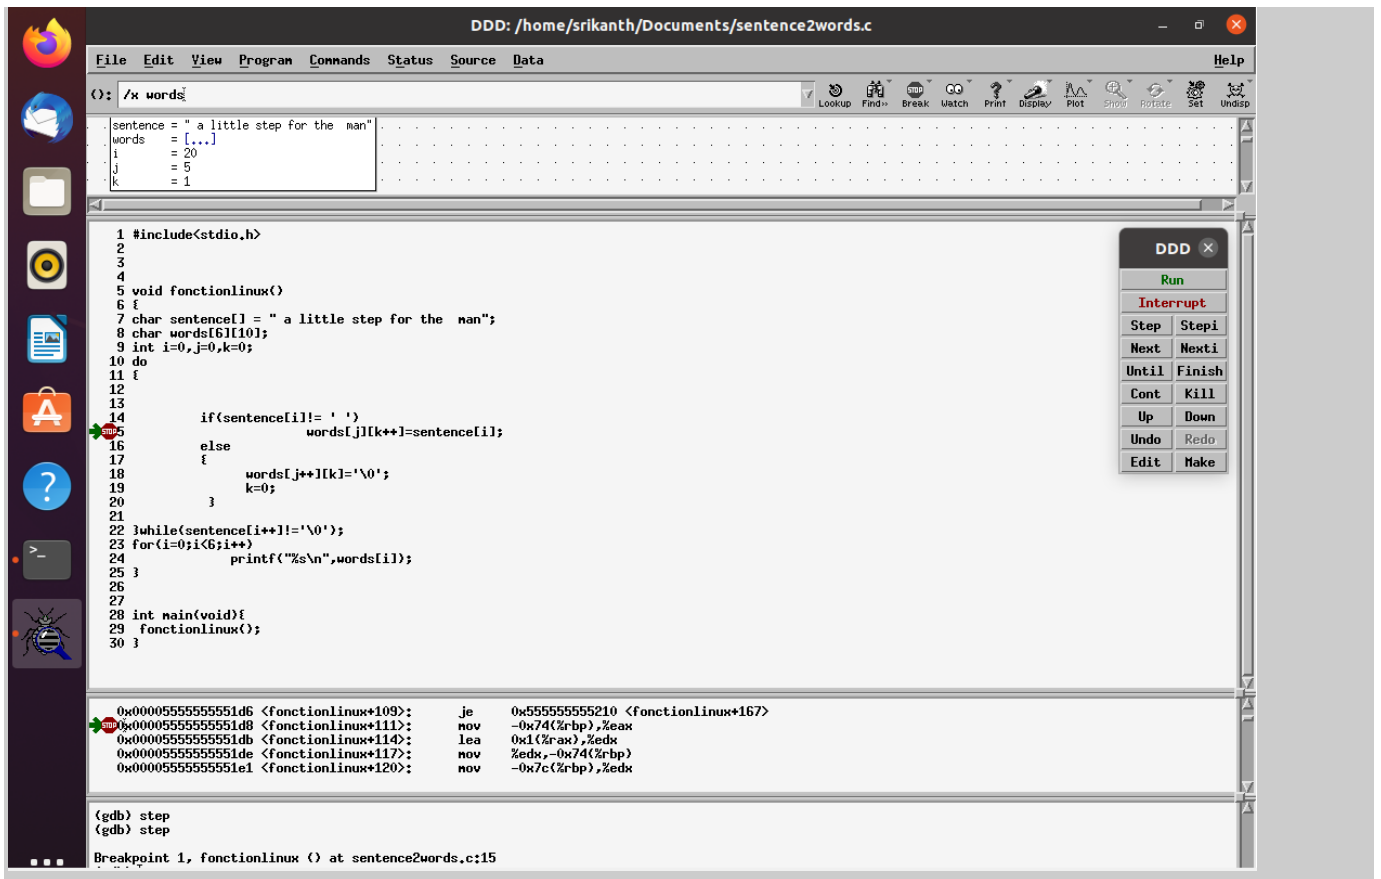 DDD: /home/srikanth/Documents/sentence2words.c
File Edit View Program Commands Status Source Data Help
(): /x words
Lookup Find» Break Watch Print Display Plot Show Rotate Set Undisp
sentence = " a little step for the  man"
words = [...]
i = 20
j = 5
k = 1
1 #include<stdio.h>
2
3
4
5 void fonctionlinux()
6 {
7 char sentence[] = " a little step for the  man";
8 char words[6][10];
9 int i=0,j=0,k=0;
10 do
11 {
12
13
14 if(sentence[i]!= ' ')
STOP 5 words[j][k++]=sentence[i];
16 else
17 {
18 words[j++][k]='\0';
19 k=0;
20 }
21
22 }while(sentence[i++]!='\0');
23 for(i=0;i<6;i++)
24 printf("%s\n",words[i]);
25 }
26
27
28 int main(void){
29 fonctionlinux();
30 }
DDD
Run
Interrupt
Step Stepi
Next Nexti
Until Finish
Cont Kill
Up Down
Undo Redo
Edit Make
0x00005555555551d6 <fonctionlinux+109>: je 0x555555555210 <fonctionlinux+167>
STOP 0x00005555555551d8 <fonctionlinux+111>: mov -0x74(%rbp),%eax
0x00005555555551db <fonctionlinux+114>: lea 0x1(%rax),%edx
0x00005555555551de <fonctionlinux+117>: mov %edx,-0x74(%rbp)
0x00005555555551e1 <fonctionlinux+120>: mov -0x7c(%rbp),%edx
(gdb) step
(gdb) step
Breakpoint 1, fonctionlinux () at sentence2words.c:15